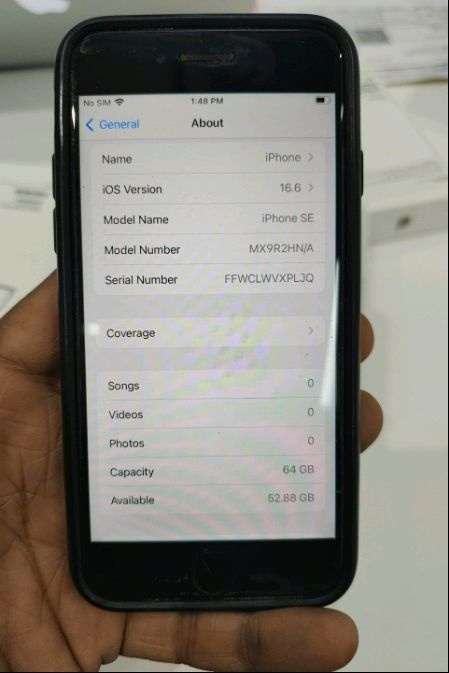 No SIM 1:48 PM
General About
Name iPhone
iOS Version 16.6
Model Name iPhone SE
Model Number MX9R2HN/A
Serial Number FFWCLWVXPLJQ
Coverage
Songs 0
Videos 0
Photos 0
Capacity 64 GB
Available 52.88 GB